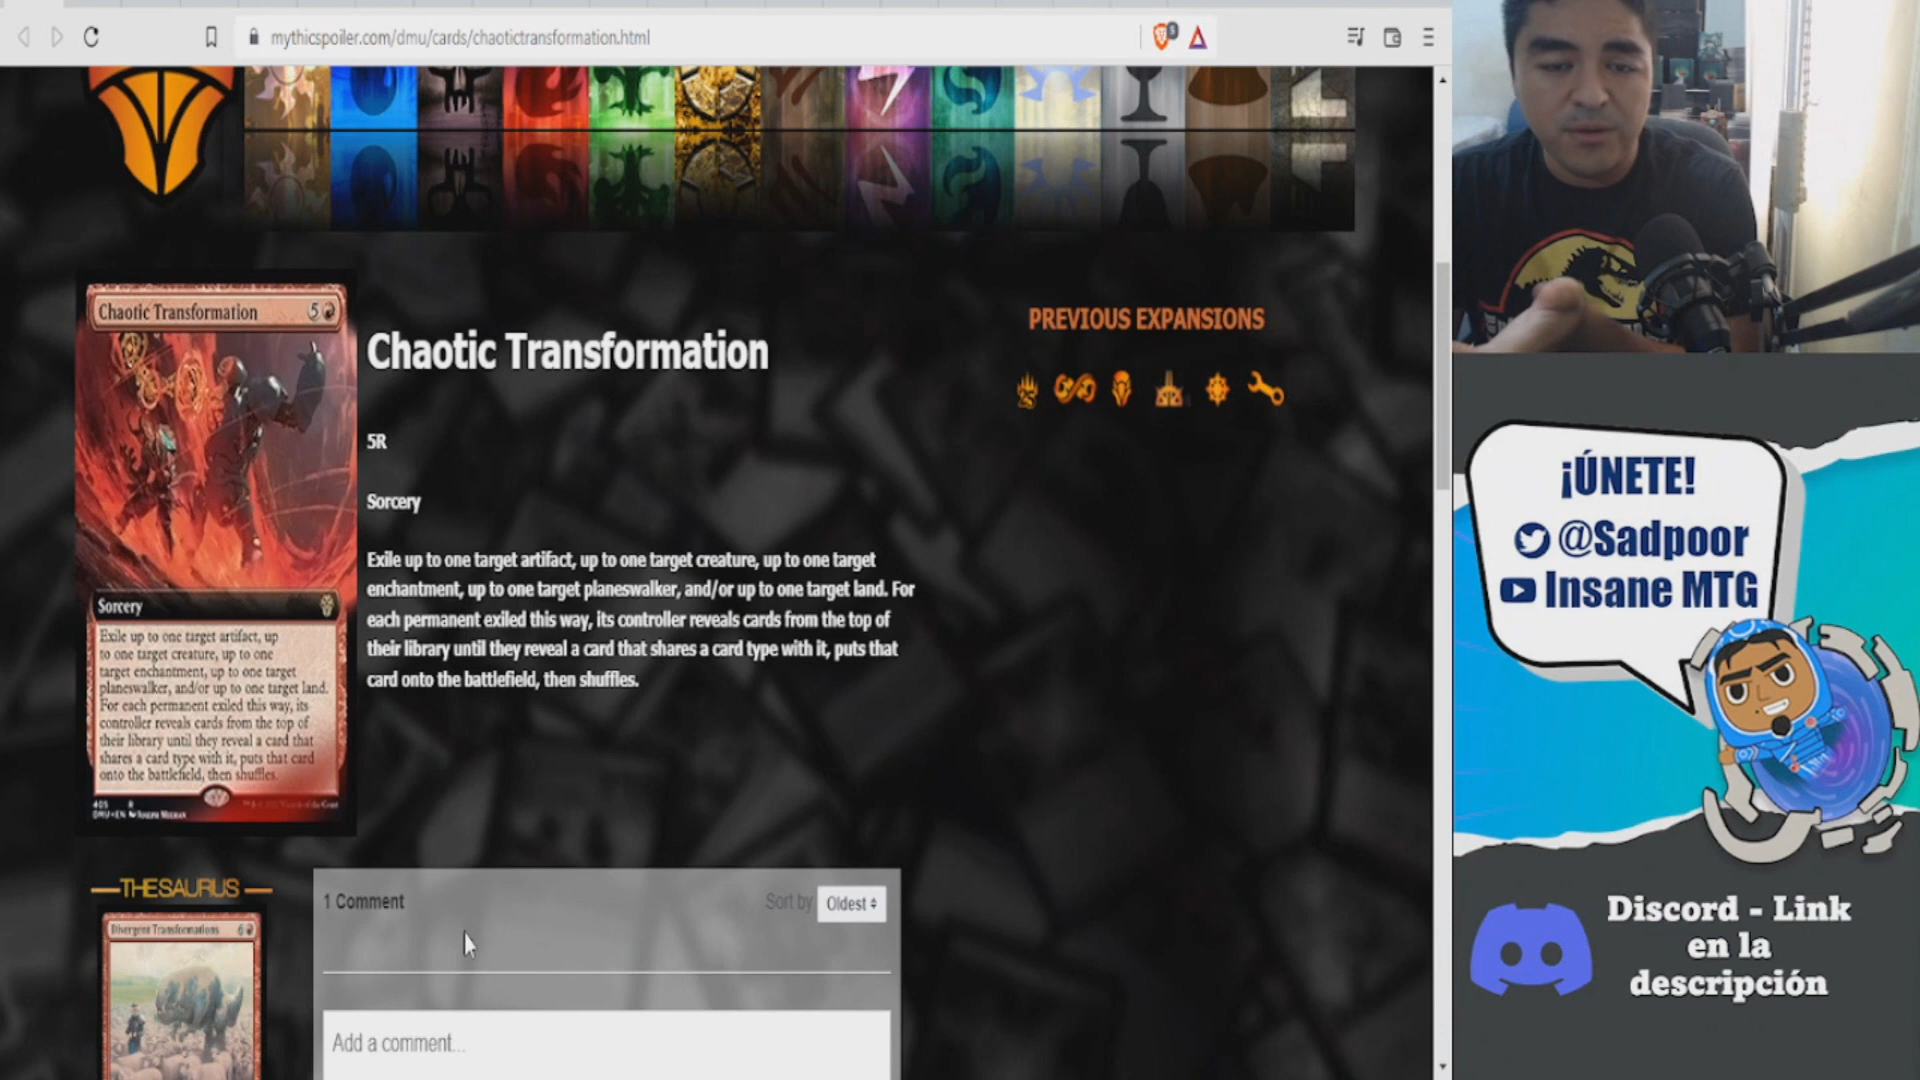 mythicspoiler.com/dmu/cards/chaotictransformation.html
Chaotic Transformation
5
Sorcery
Exile up to one target artifact, up
to one target creature, up to one
target enchantment, up to one target
planeswalker, and/or up to one target land.
For each permanent exiled this way, its
controller reveals cards from the top of
their library until they reveal a card that
shares a card type with it, puts that card
onto the battlefield, then shuffles.
405 R
DMU • EN Joseph Meehan
Chaotic Transformation
5R
Sorcery
Exile up to one target artifact, up to one target creature, up to one target
enchantment, up to one target planeswalker, and/or up to one target land. For
each permanent exiled this way, its controller reveals cards from the top of
their library until they reveal a card that shares a card type with it, puts that
card onto the battlefield, then shuffles.
PREVIOUS EXPANSIONS
THESAURUS
Divergent Transformations 6
1 Comment
Sort by Oldest
Add a comment...
¡ÚNETE!
@Sadpoor
Insane MTG
Discord - Link
en la
descripción